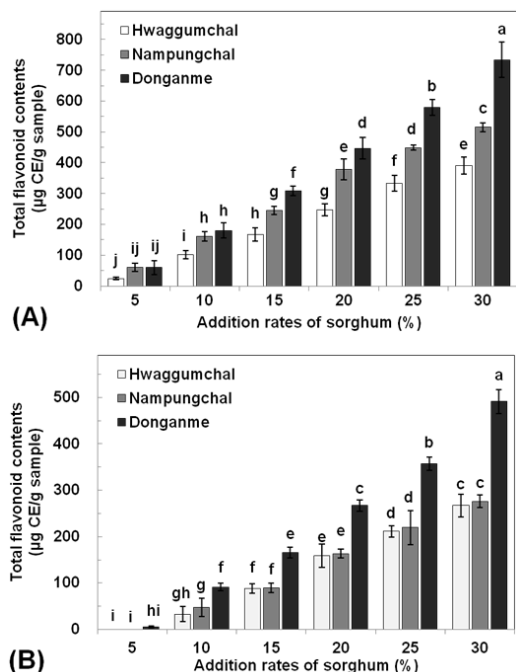 800
700
600
500
400
300
200
100
0
Total flavonoid contents
(µg CE/g sample)
Hwaggumchal
Nampungchal
Donganme
j ij ij
i h h
h g f
g e d
f d b
e c a
5 10 15 20 25 30
Addition rates of sorghum (%)
(A)
500
400
300
200
100
0
Total flavonoid contents
(µg CE/g sample)
Hwaggumchal
Nampungchal
Donganme
i i hi
gh g f
f f e
e e c
d d b
c c a
5 10 15 20 25 30
Addition rates of sorghum (%)
(B)